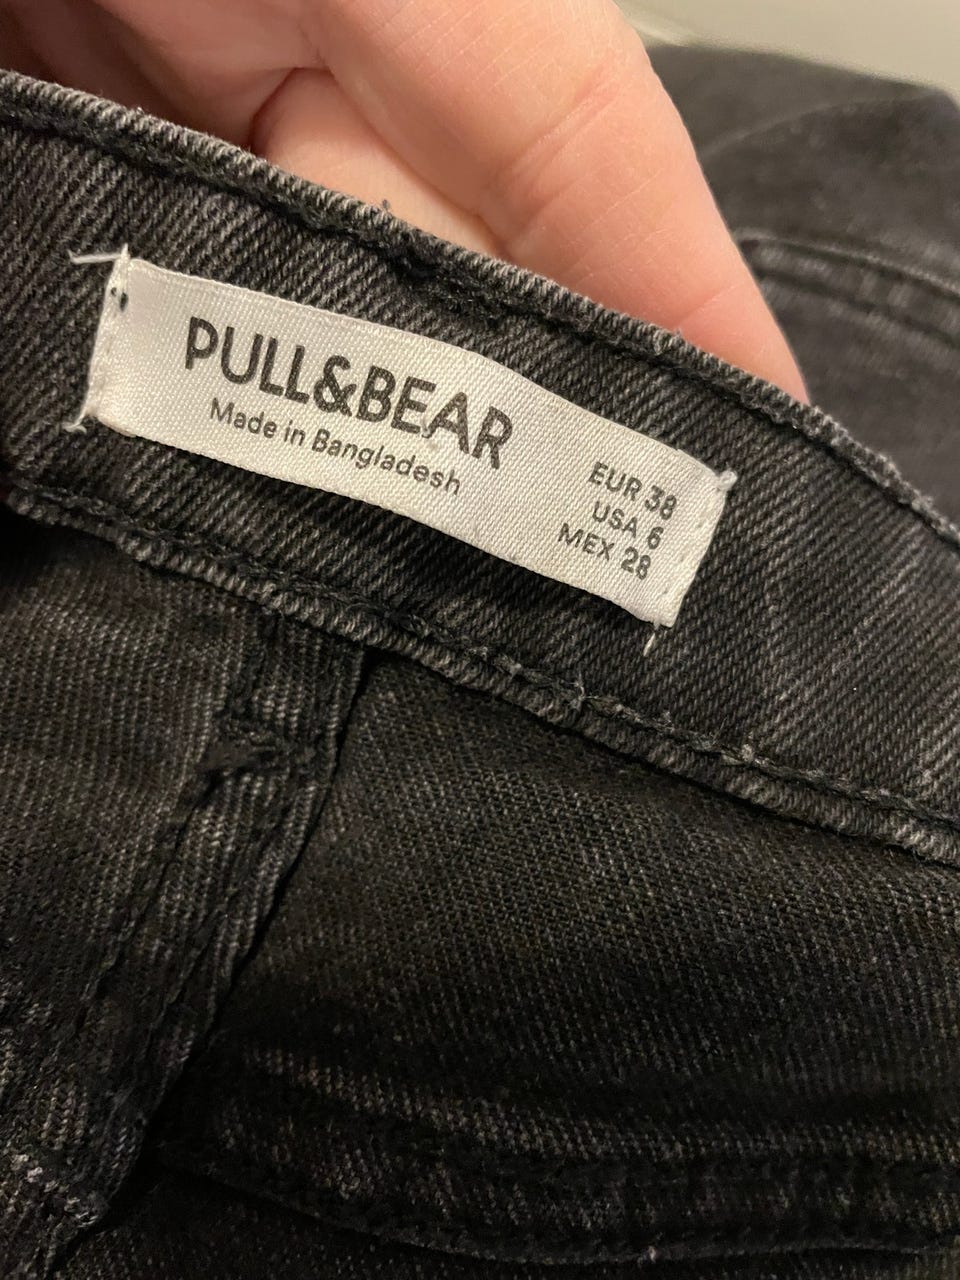 PULL&BEAR
Made in Bangladesh
EUR 38
USA 6
MEX 28